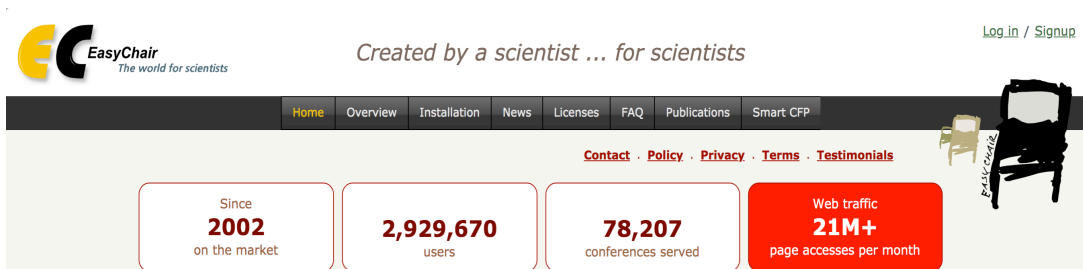 EC
EasyChair
The world for scientists
Created by a scientist ... for scientists
Log in / Signup
Home Overview Installation News Licenses FAQ Publications Smart CFP
EASY CHAIR
Contact . Policy . Privacy . Terms . Testimonials
Since
2002
on the market
2,929,670
users
78,207
conferences served
Web traffic
21M+
page accesses per month